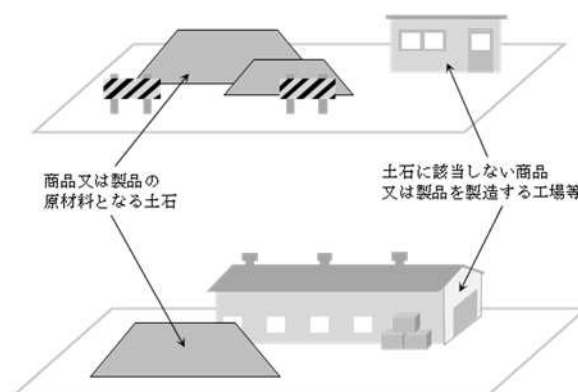 商品又は製品の
原材料となる土石
土石に該当しない商品
又は製品を製造する工場等